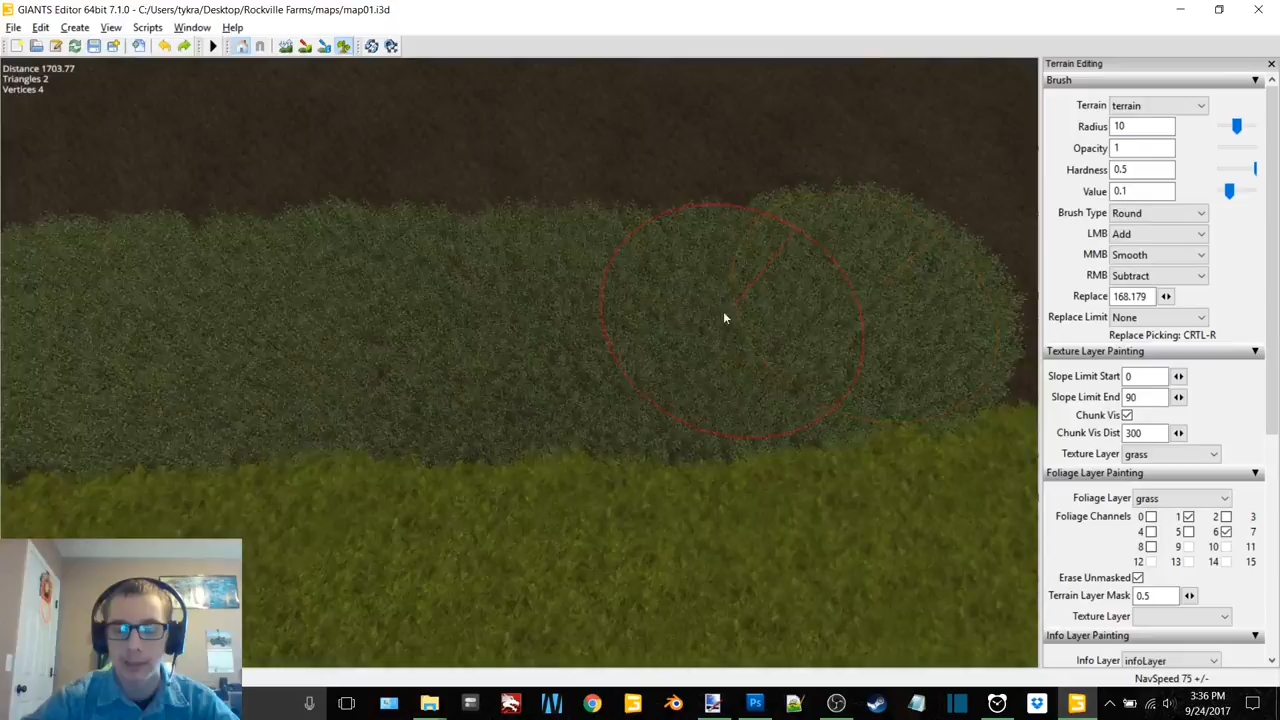 GIANTS Editor 64bit 7.1.0 - C:/Users/tykra/Desktop/Rockville Farms/maps/map01.i3d
File Edit Create View Scripts Window Help
Distance 1703.77
Triangles 2
Vertices 4
Terrain Editing
Brush
Terrain terrain
Radius 10
Opacity 1
Hardness 0.5
Value 0.1
Brush Type Round
LMB Add
MMB Smooth
RMB Subtract
Replace 168.179
Replace Limit None
Replace Picking: CRTL-R
Texture Layer Painting
Slope Limit Start 0
Slope Limit End 90
Chunk Vis
Chunk Vis Dist 300
Texture Layer grass
Foliage Layer Painting
Foliage Layer grass
Foliage Channels 0 1 2 3
4 5 6 7
8 9 10 11
12 13 14 15
Erase Unmasked
Terrain Layer Mask 0.5
Texture Layer
Info Layer Painting
Info Layer infoLayer
NavSpeed 75 +/-
3:36 PM
9/24/2017